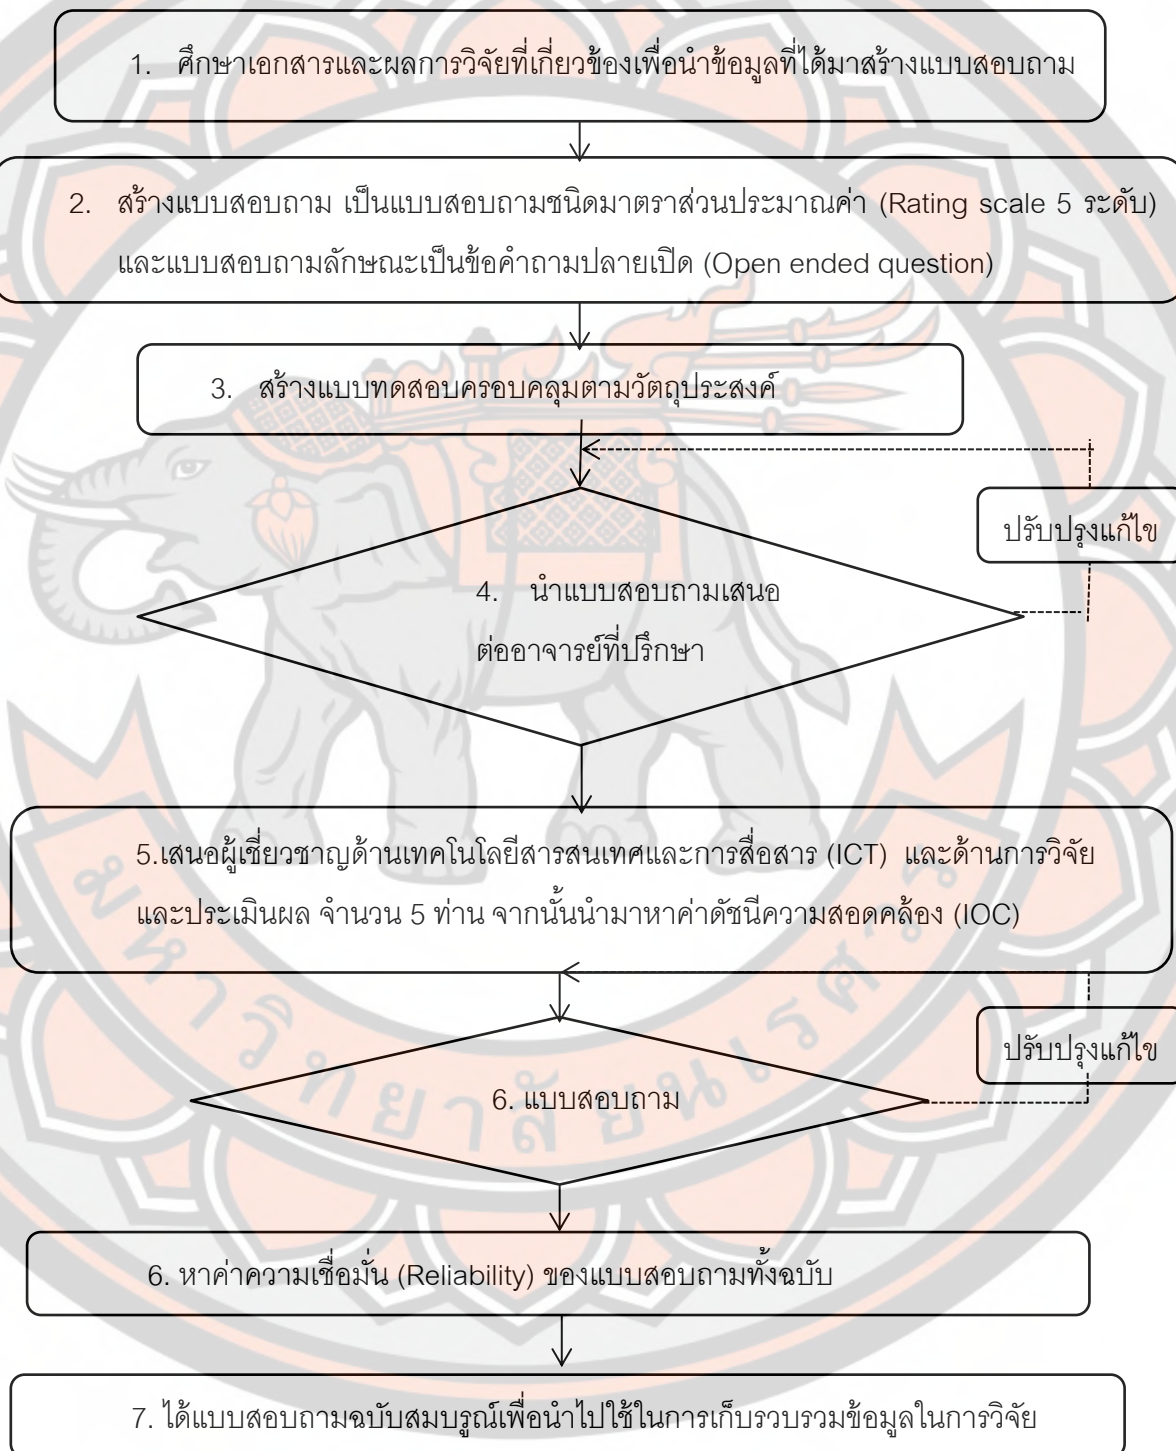 1. ศึกษาเอกสารและผลการวิจัยที่เกี่ยวข้องเพื่อนำข้อมูลที่ได้มาสร้างแบบสอบถาม
2. สร้างแบบสอบถาม เป็นแบบสอบถามชนิดมาตราส่วนประมาณค่า (Rating scale 5 ระดับ)
และแบบสอบถามลักษณะเป็นข้อคำถามปลายเปิด (Open ended question)
3. สร้างแบบทดสอบครอบคลุมตามวัตถุประสงค์
ปรับปรุงแก้ไข
4. นำแบบสอบถามเสนอ
ต่ออาจารย์ที่ปรึกษา
5.เสนอผู้เชี่ยวชาญด้านเทคโนโลยีสารสนเทศและการสื่อสาร (ICT) และด้านการวิจัย
และประเมินผล จำนวน 5 ท่าน จากนั้นนำมาหาค่าดัชนีความสอดคล้อง (IOC)
ปรับปรุงแก้ไข
6. แบบสอบถาม
มหาวิทยาลัยนเรศวร
6. หาค่าความเชื่อมั่น (Reliability) ของแบบสอบถามทั้งฉบับ
7. ได้แบบสอบถามฉบับสมบรูณ์เพื่อนำไปใช้ในการเก็บรวบรวมข้อมูลในการวิจัย